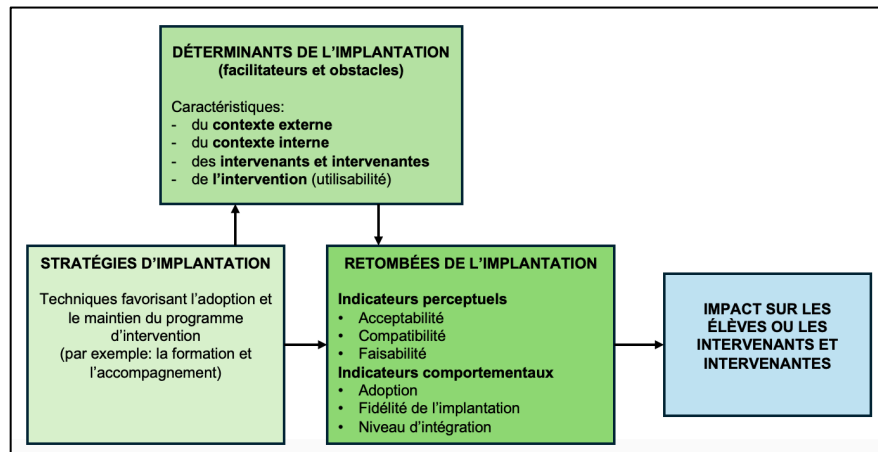 DÉTERMINANTS DE L'IMPLANTATION
(facilitateurs et obstacles)
Caractéristiques:
- du contexte externe
- du contexte interne
- des intervenants et intervenantes
- de l'intervention (utilisabilité)
STRATÉGIES D'IMPLANTATION
Techniques favorisant l'adoption et
le maintien du programme
d'intervention
(par exemple: la formation et
l'accompagnement)
RETOMBÉES DE L'IMPLANTATION
Indicateurs perceptuels
• Acceptabilité
• Compatibilité
• Faisabilité
Indicateurs comportementaux
• Adoption
• Fidélité de l'implantation
• Niveau d'intégration
IMPACT SUR LES
ÉLÈVES OU LES
INTERVENANTS ET
INTERVENANTES